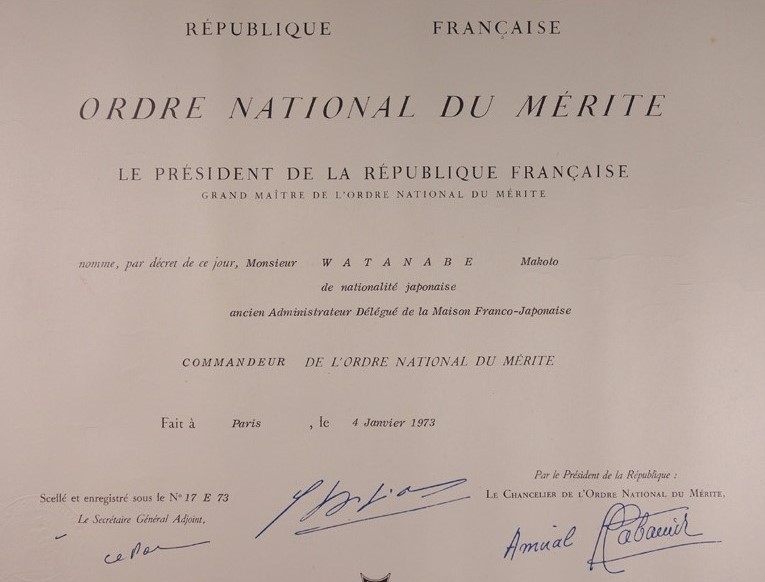 RÉPUBLIQUE FRANÇAISE
ORDRE NATIONAL DU MÉRITE
LE PRÉSIDENT DE LA RÉPUBLIQUE FRANÇAISE
GRAND MAÎTRE DE L'ORDRE NATIONAL DU MÉRITE
nomme, par décret de ce jour, Monsieur W A T A N A B E Makoto
de nationalité japonaise
ancien Administrateur Délégué de la Maison Franco-Japonaise
COMMANDEUR DE L'ORDRE NATIONAL DU MÉRITE
Fait à Paris , le 4 Janvier 1973
Par le Président de la République :
Scellé et enregistré sous le N° 17 E 73
LE CHANCELIER DE L'ORDRE NATIONAL DU MÉRITE,
Le Secrétaire Général Adjoint,
Amiral Cabanier